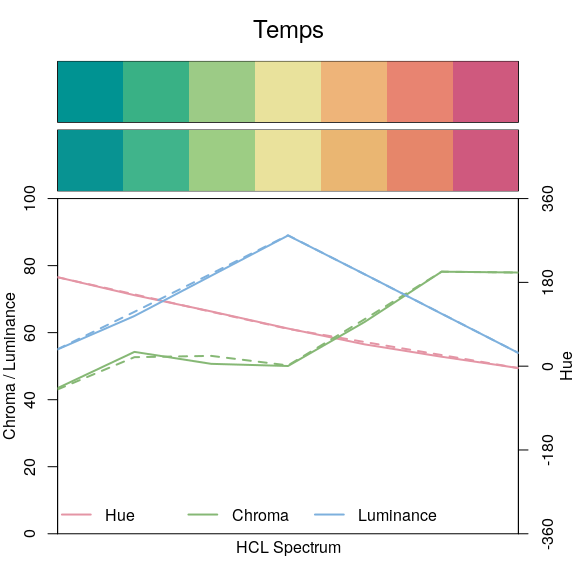 Temps
100
80
60
40
20
0
Chroma / Luminance
360
180
0
-180
-360
Hue
Hue
Chroma
Luminance
HCL Spectrum